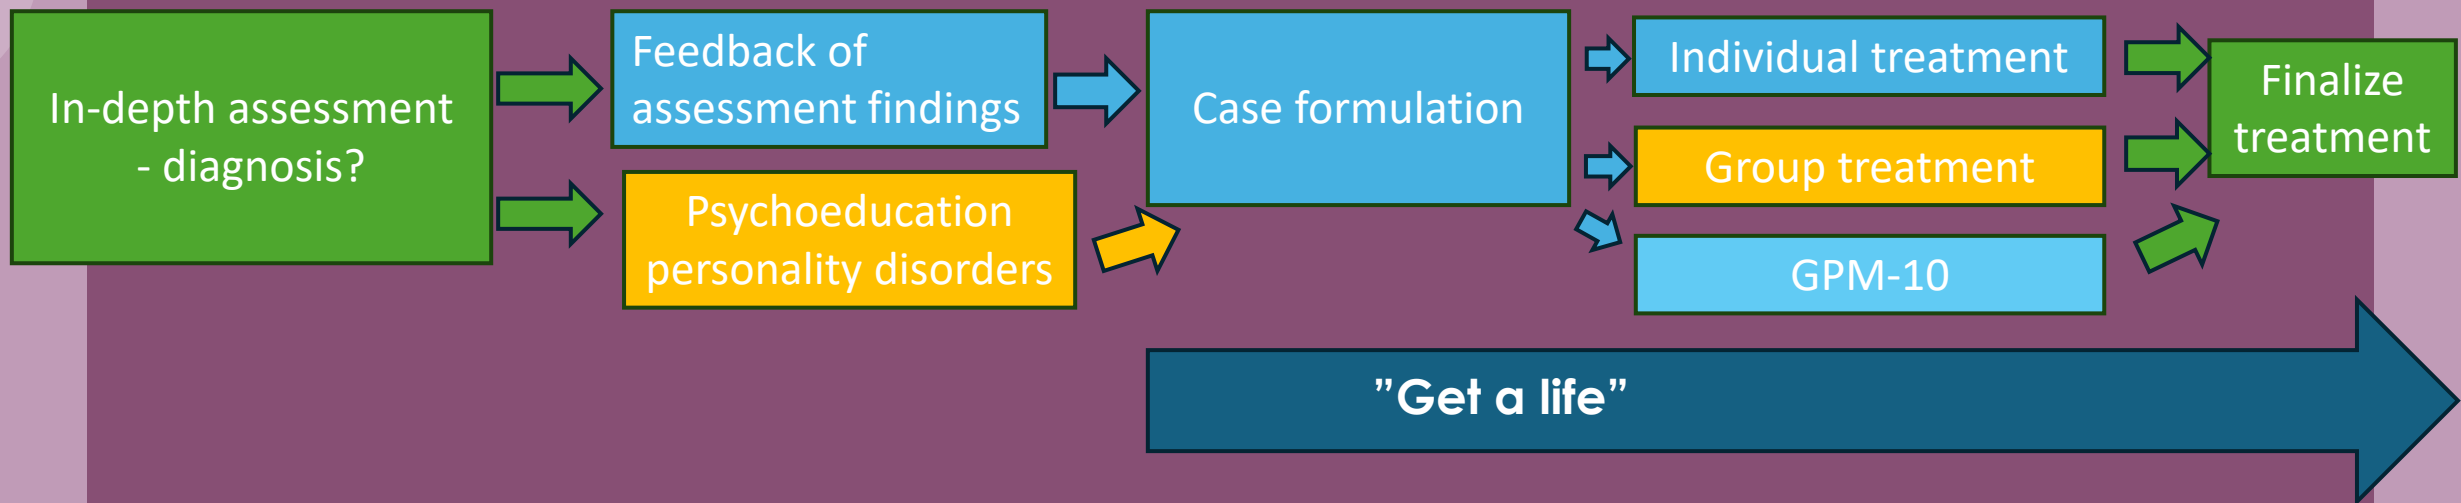 In-depth assessment
- diagnosis?
Feedback of
assessment findings
Psychoeducation
personality disorders
Case formulation
Individual treatment
Group treatment
GPM-10
Finalize
treatment
”Get a life”